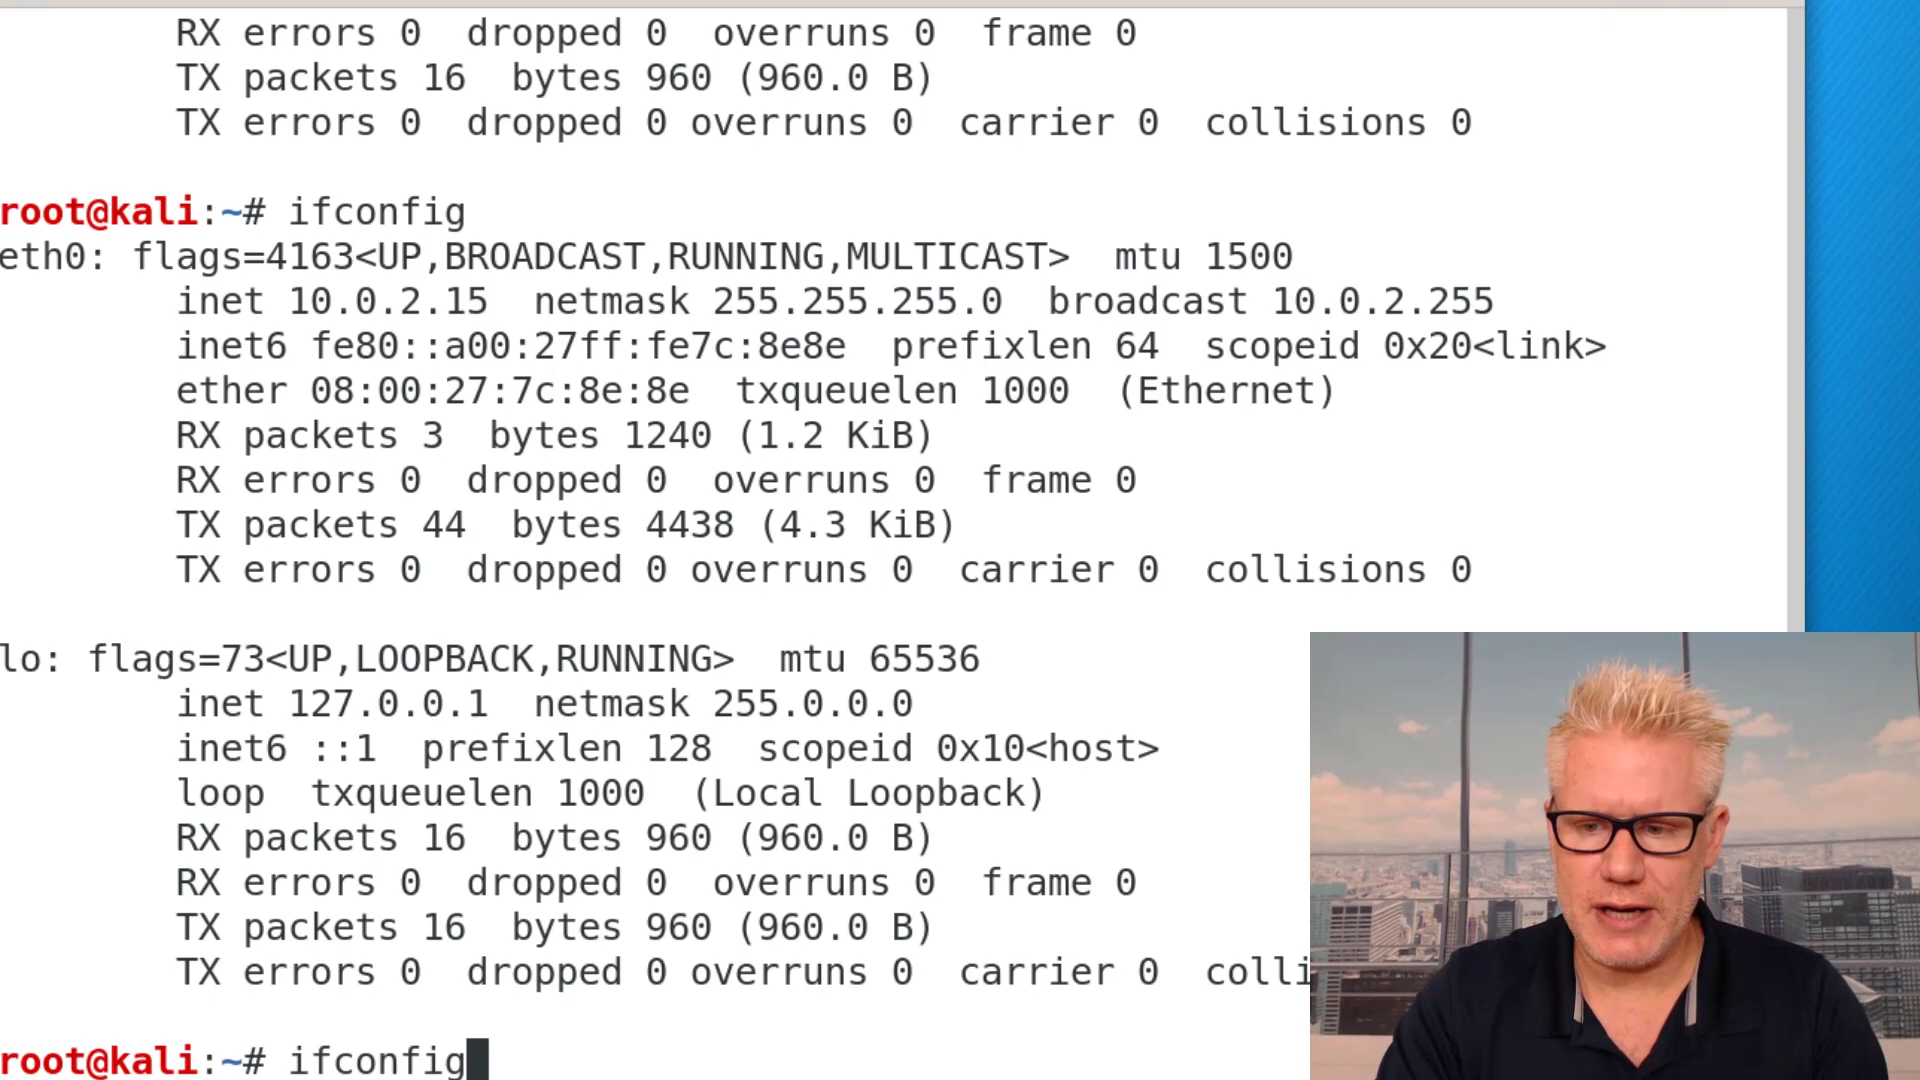 RX errors 0  dropped 0  overruns 0  frame 0
TX packets 16  bytes 960 (960.0 B)
TX errors 0  dropped 0 overruns 0  carrier 0  collisions 0
root@kali:~# ifconfig
eth0: flags=4163<UP,BROADCAST,RUNNING,MULTICAST>  mtu 1500
inet 10.0.2.15  netmask 255.255.255.0  broadcast 10.0.2.255
inet6 fe80::a00:27ff:fe7c:8e8e  prefixlen 64  scopeid 0x20<link>
ether 08:00:27:7c:8e:8e  txqueuelen 1000  (Ethernet)
RX packets 3  bytes 1240 (1.2 KiB)
RX errors 0  dropped 0  overruns 0  frame 0
TX packets 44  bytes 4438 (4.3 KiB)
TX errors 0  dropped 0 overruns 0  carrier 0  collisions 0
lo: flags=73<UP,LOOPBACK,RUNNING>  mtu 65536
inet 127.0.0.1  netmask 255.0.0.0
inet6 ::1  prefixlen 128  scopeid 0x10<host>
loop  txqueuelen 1000  (Local Loopback)
RX packets 16  bytes 960 (960.0 B)
RX errors 0  dropped 0  overruns 0  frame 0
TX packets 16  bytes 960 (960.0 B)
TX errors 0  dropped 0 overruns 0  carrier 0  colli
root@kali:~# ifconfig